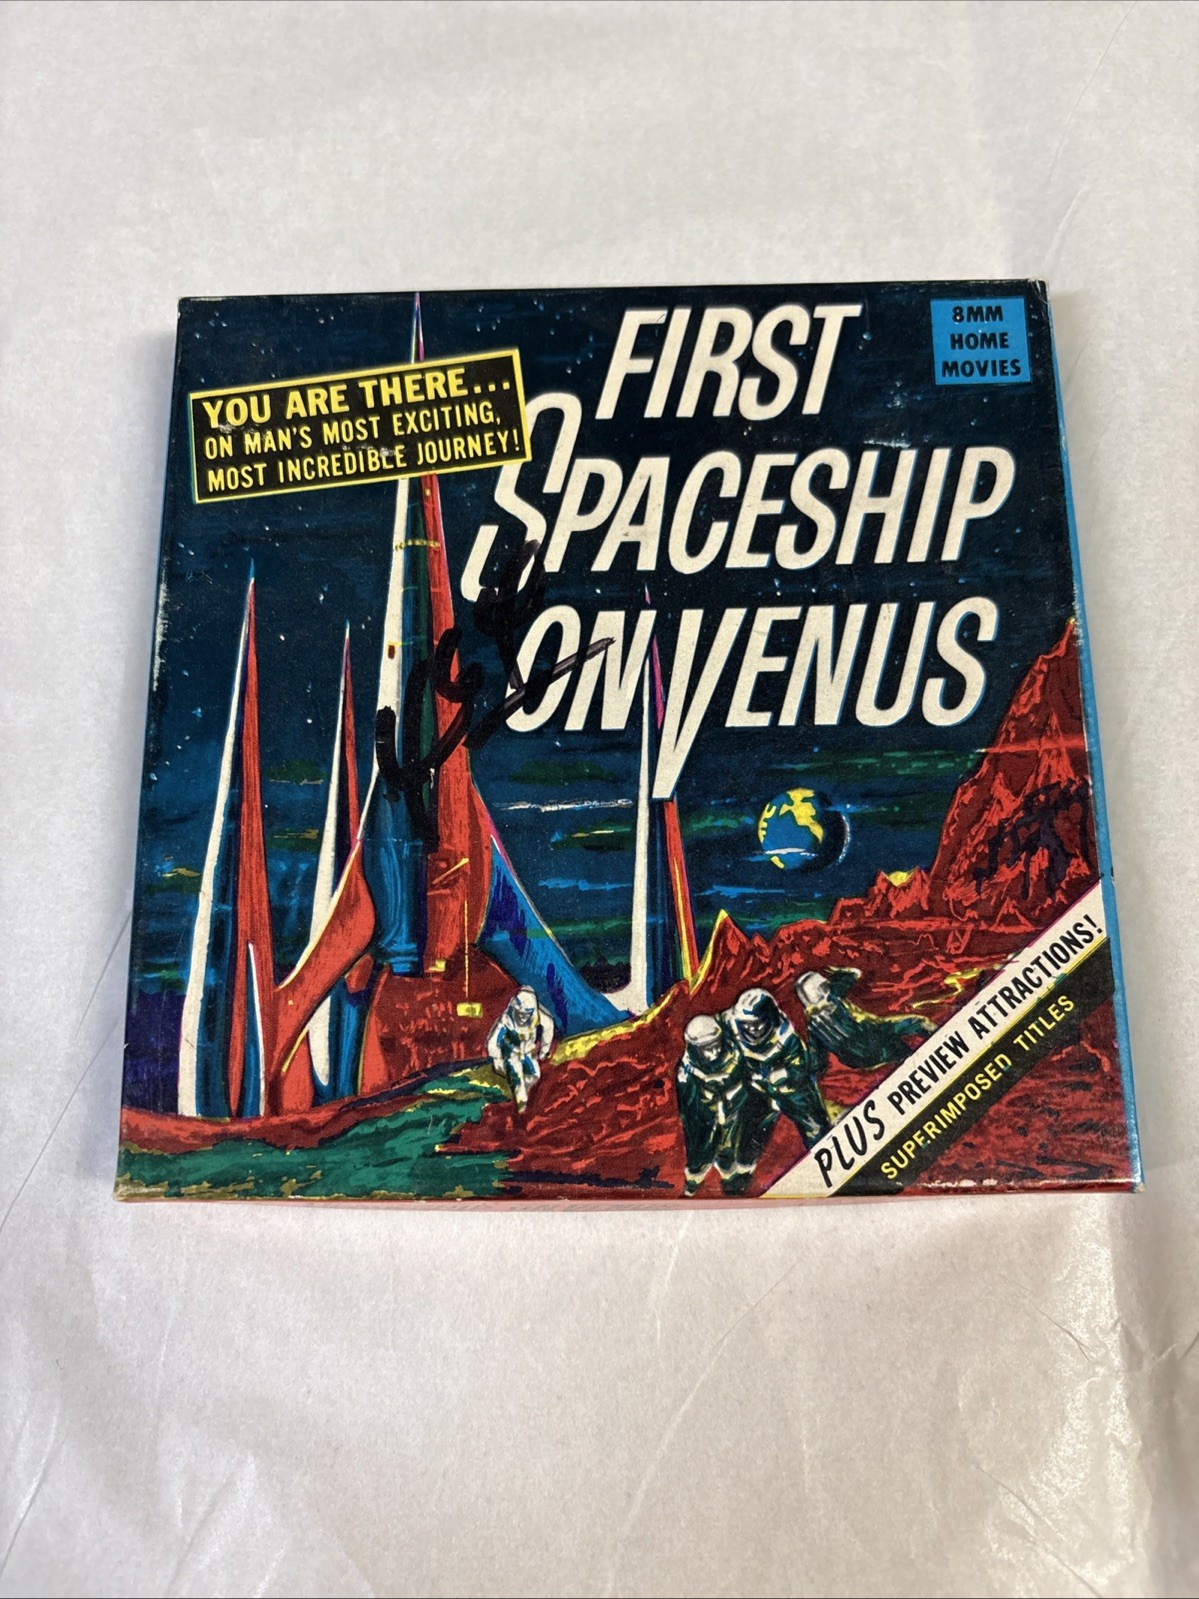 8MM
HOME
MOVIES
YOU ARE THERE...
ON MAN'S MOST EXCITING,
MOST INCREDIBLE JOURNEY!
FIRST
SPACESHIP
ON VENUS
PLUS PREVIEW ATTRACTIONS!
SUPERIMPOSED TITLES